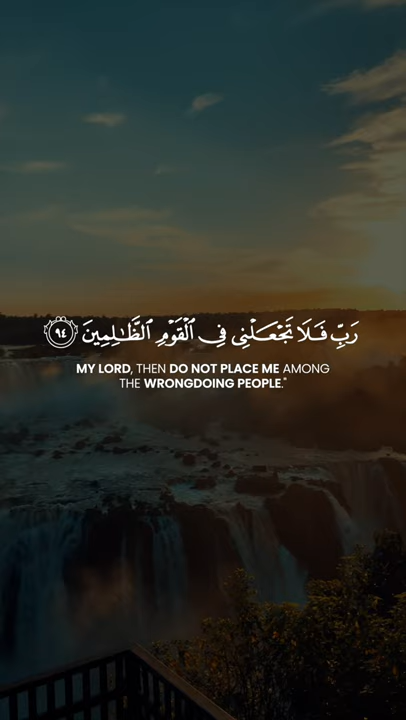 رَبِّ فَلَا تَجْعَلْنِى فِى ٱلْقَوْمِ ٱلظَّـٰلِمِينَ ٩٤
MY LORD, THEN DO NOT PLACE ME AMONG
THE WRONGDOING PEOPLE."